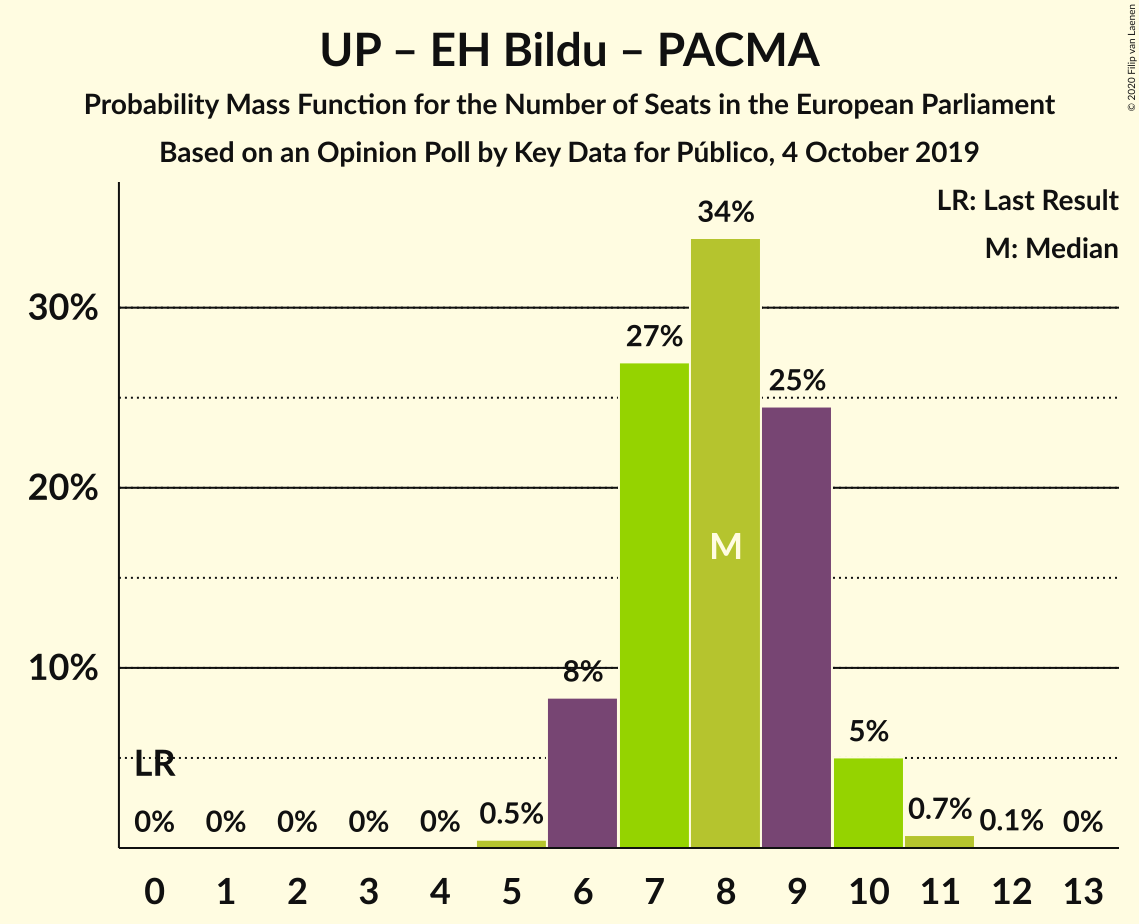 UP – EH Bildu – PACMA
Probability Mass Function for the Number of Seats in the European Parliament
Based on an Opinion Poll by Key Data for Público, 4 October 2019
© 2020 Filip van Laenen
LR: Last Result
M: Median
34%
30%
27%
25%
20%
M
10%
8%
5%
LR
0% 0% 0% 0% 0% 0.5% 0.7% 0.1% 0%
0 1 2 3 4 5 6 7 8 9 10 11 12 13